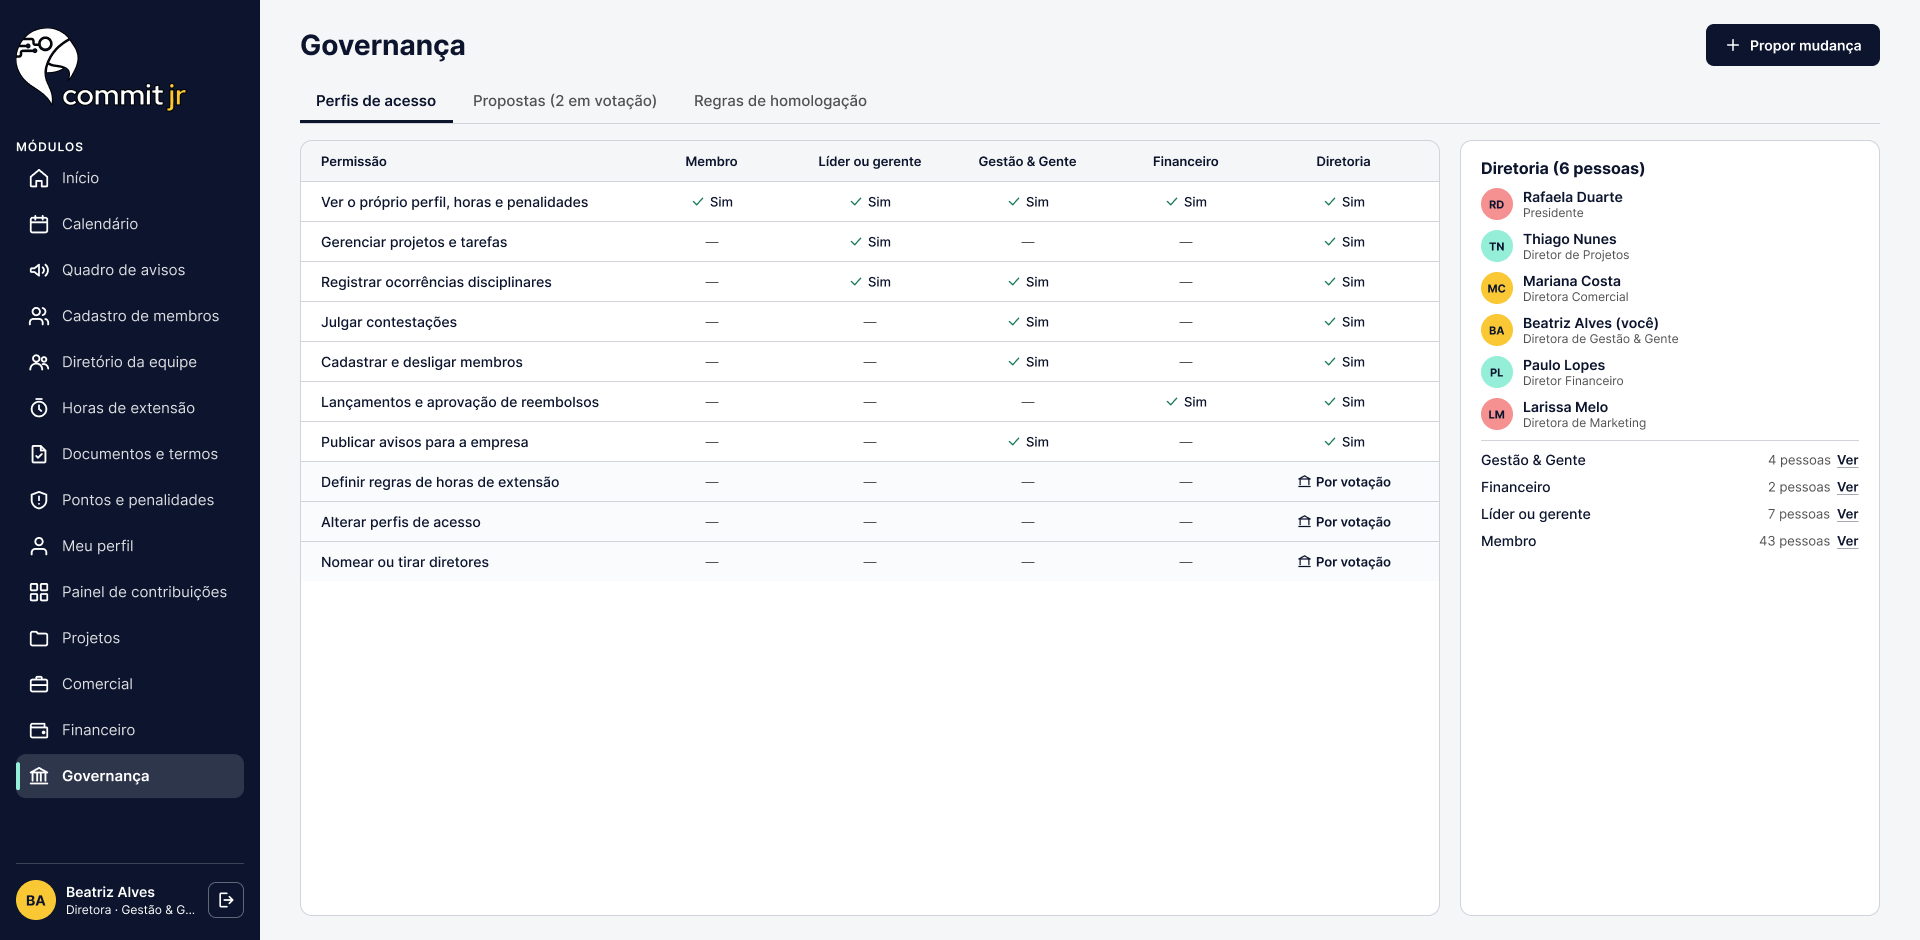 commit jr
MÓDULOS
Início
Calendário
Quadro de avisos
Cadastro de membros
Diretório da equipe
Horas de extensão
Documentos e termos
Pontos e penalidades
Meu perfil
Painel de contribuições
Projetos
Comercial
Financeiro
Governança
BA
Beatriz Alves
Diretora · Gestão & G...
Governança
Propor mudança
Perfis de acesso
Propostas (2 em votação)
Regras de homologação
Permissão Membro Líder ou gerente Gestão & Gente Financeiro Diretoria
Ver o próprio perfil, horas e penalidades Sim Sim Sim Sim Sim
Gerenciar projetos e tarefas — Sim — — Sim
Registrar ocorrências disciplinares — Sim Sim — Sim
Julgar contestações — — Sim — Sim
Cadastrar e desligar membros — — Sim — Sim
Lançamentos e aprovação de reembolsos — — — Sim Sim
Publicar avisos para a empresa — — Sim — Sim
Definir regras de horas de extensão — — — — Por votação
Alterar perfis de acesso — — — — Por votação
Nomear ou tirar diretores — — — — Por votação
Diretoria (6 pessoas)
RD
Rafaela Duarte
Presidente
TN
Thiago Nunes
Diretor de Projetos
MC
Mariana Costa
Diretora Comercial
BA
Beatriz Alves (você)
Diretora de Gestão & Gente
PL
Paulo Lopes
Diretor Financeiro
LM
Larissa Melo
Diretora de Marketing
Gestão & Gente 4 pessoas Ver
Financeiro 2 pessoas Ver
Líder ou gerente 7 pessoas Ver
Membro 43 pessoas Ver